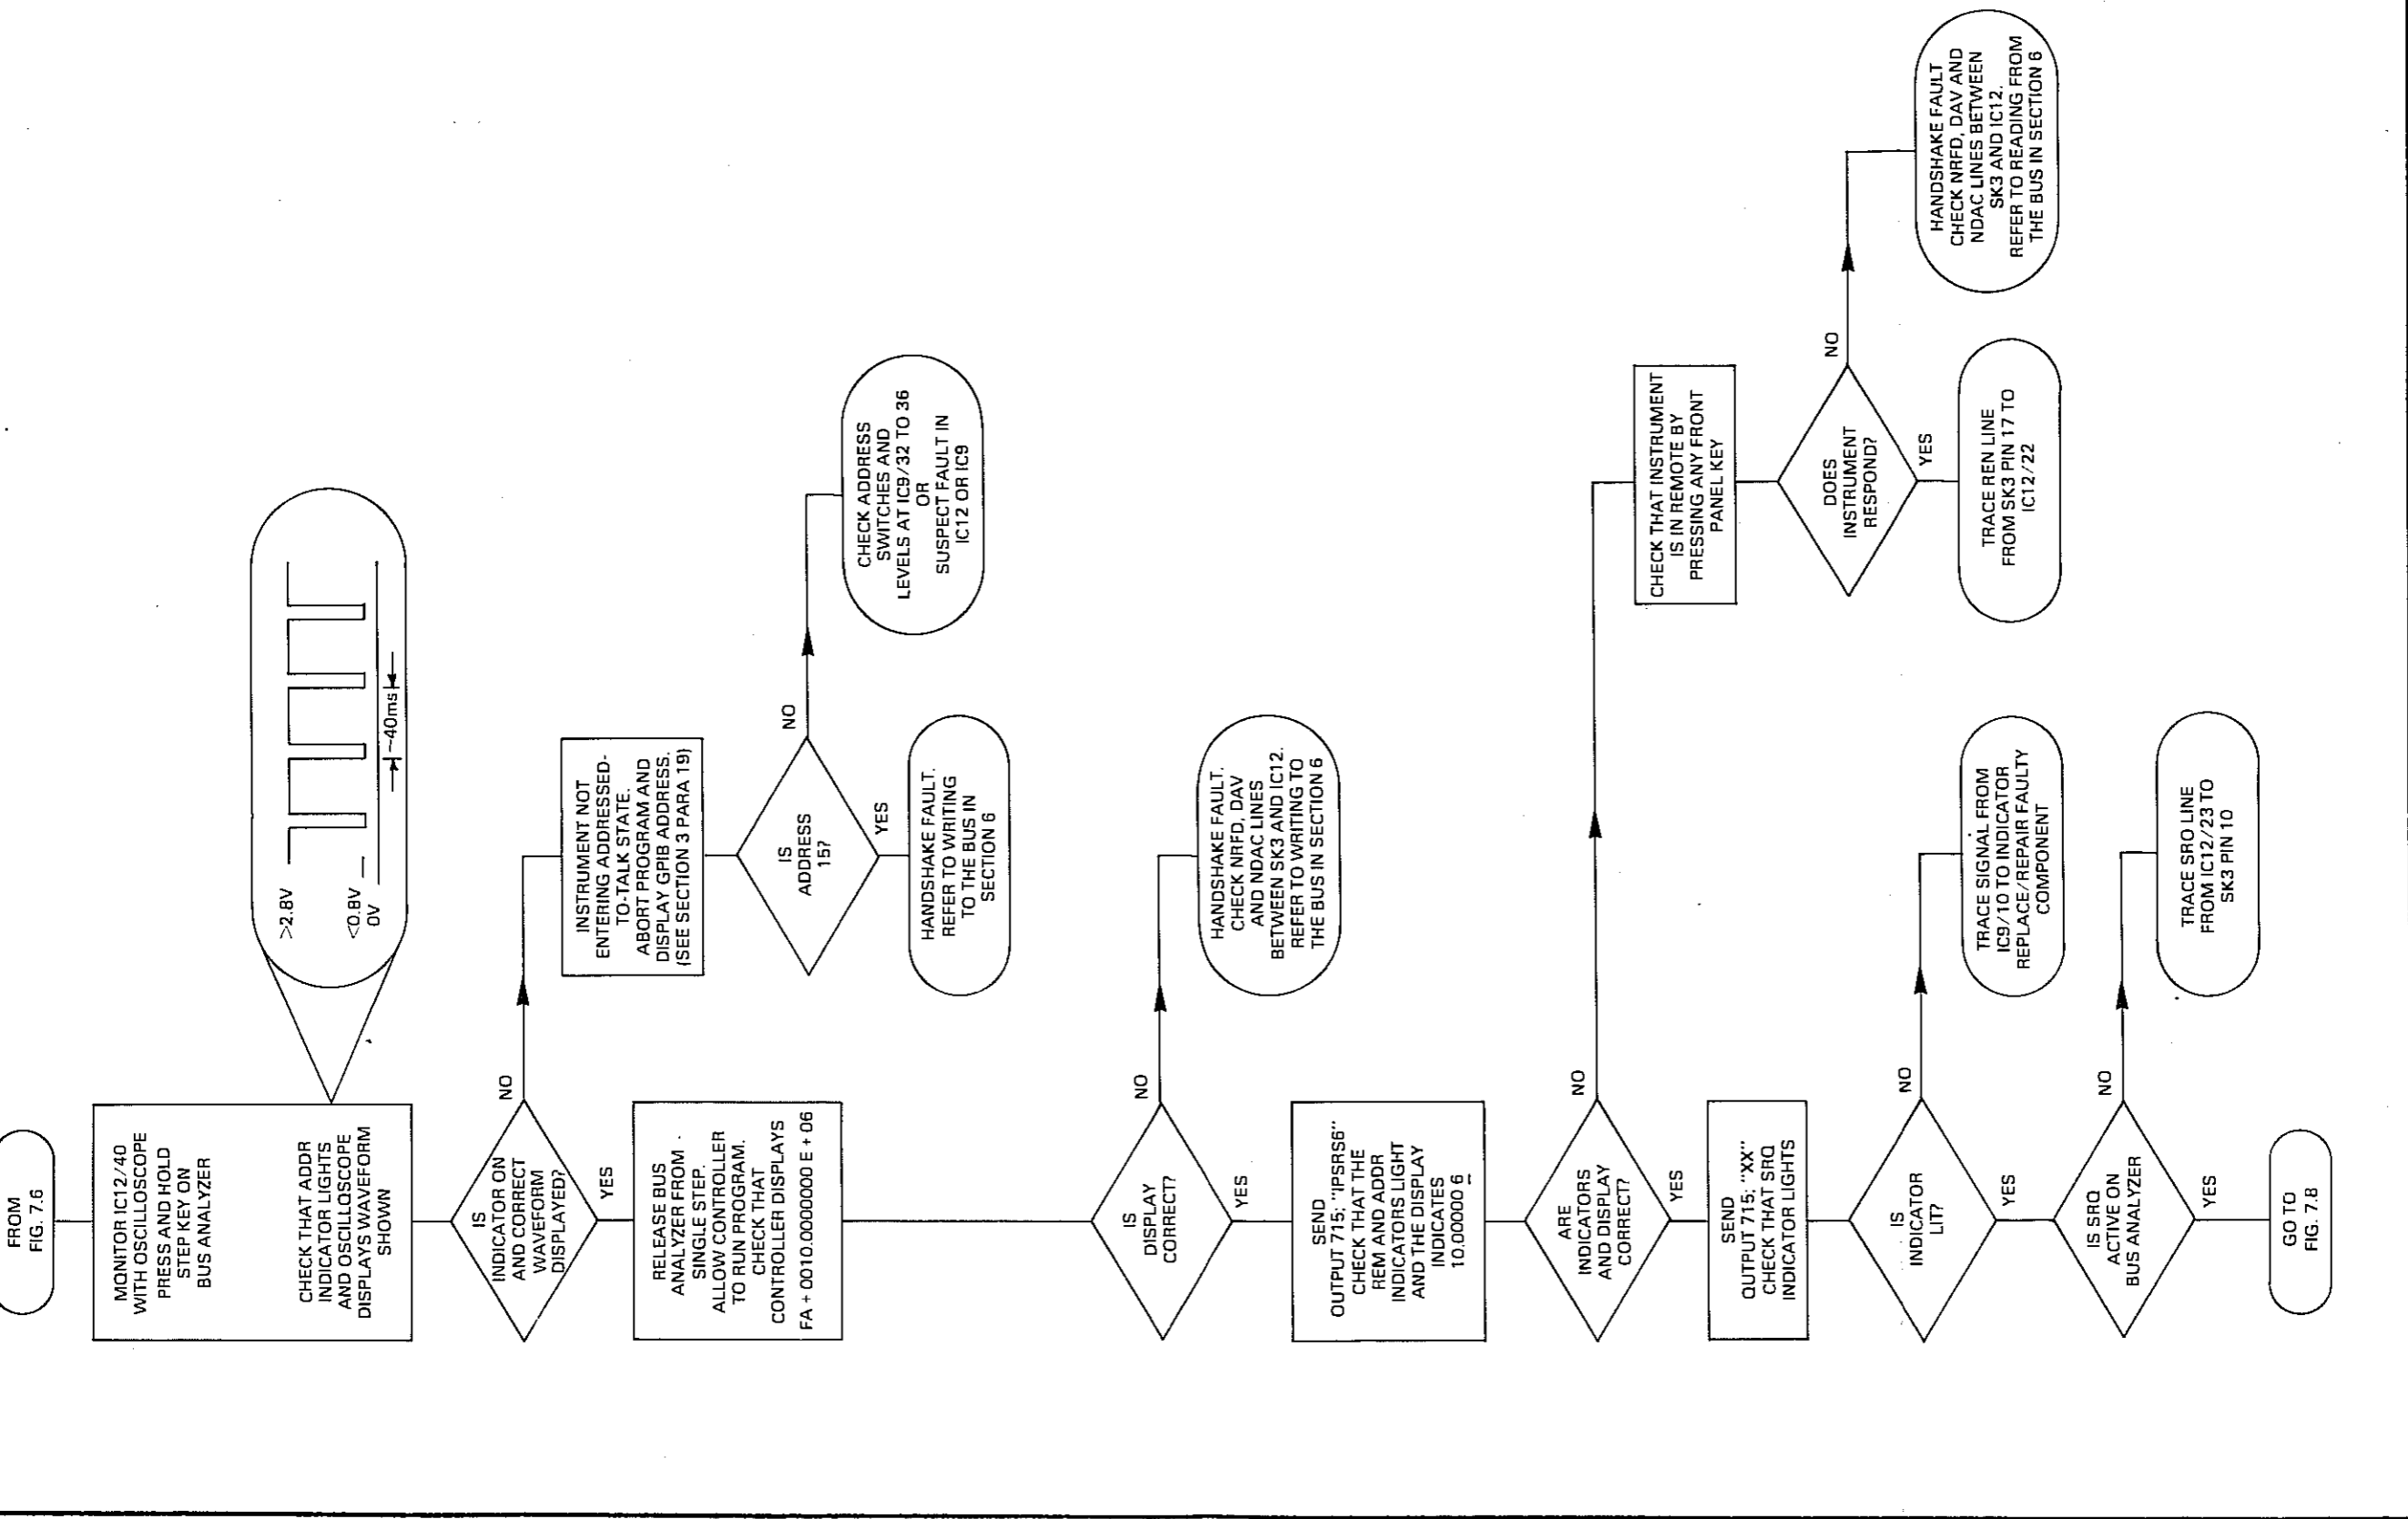 FROM
FIG. 7.6
MONITOR IC12/40
WITH OSCILLOSCOPE
PRESS AND HOLD
STEP KEY ON
BUS ANALYZER
CHECK THAT ADDR
INDICATOR LIGHTS
AND OSCILLOSCOPE
DISPLAYS WAVEFORM
SHOWN
>2.8V
<0.8V
0V
~40ms
IS
INDICATOR ON
AND CORRECT
WAVEFORM
DISPLAYED?
NO
YES
INSTRUMENT NOT
ENTERING ADDRESSED-
TO-TALK STATE.
ABORT PROGRAM AND
DISPLAY GPIB ADDRESS.
(SEE SECTION 3 PARA 19)
IS
ADDRESS
15?
NO
YES
CHECK ADDRESS
SWITCHES AND
LEVELS AT IC9/32 TO 36
OR
SUSPECT FAULT IN
IC12 OR IC9
HANDSHAKE FAULT.
REFER TO WRITING
TO THE BUS IN
SECTION 6
RELEASE BUS
ANALYZER FROM
SINGLE STEP.
ALLOW CONTROLLER
TO RUN PROGRAM.
CHECK THAT
CONTROLLER DISPLAYS
FA + 0010.0000000 E + 06
IS
DISPLAY
CORRECT?
NO
YES
HANDSHAKE FAULT.
CHECK NRFD, DAV
AND NDAC LINES
BETWEEN SK3 AND IC12.
REFER TO WRITING TO
THE BUS IN SECTION 6
SEND
OUTPUT 715; "IPSRS6"
CHECK THAT THE
REM AND ADDR
INDICATORS LIGHT
AND THE DISPLAY
INDICATES
10.00000 6
ARE
INDICATORS
AND DISPLAY
CORRECT?
NO
YES
CHECK THAT INSTRUMENT
IS IN REMOTE BY
PRESSING ANY FRONT
PANEL KEY
DOES
INSTRUMENT
RESPOND?
NO
YES
HANDSHAKE FAULT
CHECK NRFD, DAV AND
NDAC LINES BETWEEN
SK3 AND IC12.
REFER TO READING FROM
THE BUS IN SECTION 6
TRACE REN LINE
FROM SK3 PIN 17 TO
IC12/22
SEND
OUTPUT 715; "XX"
CHECK THAT SRQ
INDICATOR LIGHTS
IS
INDICATOR
LIT?
NO
YES
TRACE SIGNAL FROM
IC9/10 TO INDICATOR
REPLACE/REPAIR FAULTY
COMPONENT
IS SRQ
ACTIVE ON
BUS ANALYZER
NO
YES
TRACE SRQ LINE
FROM IC12/23 TO
SK3 PIN 10
GO TO
FIG. 7.8